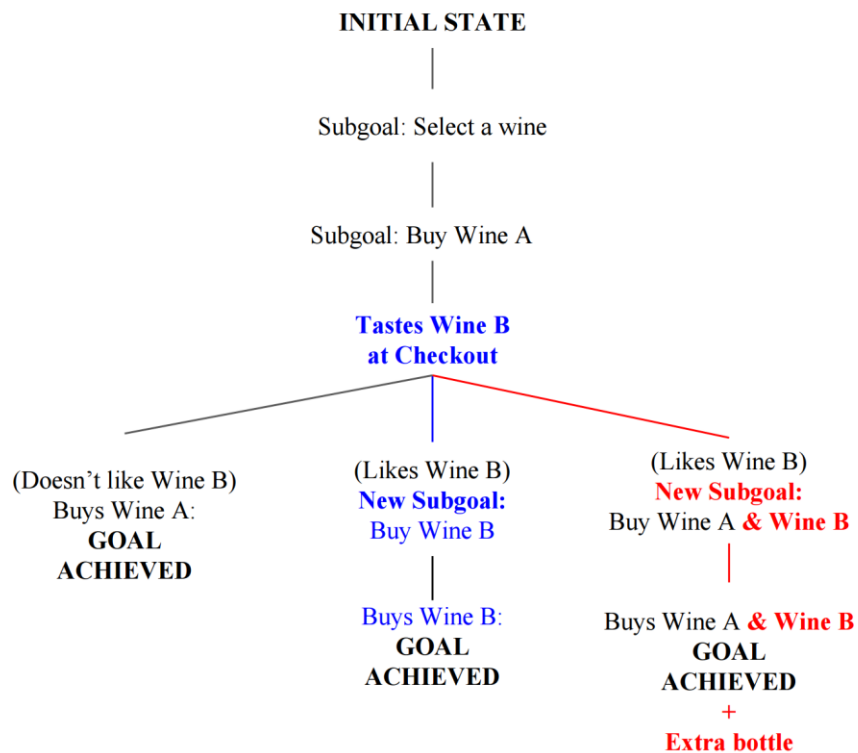 INITIAL STATE
Subgoal: Select a wine
Subgoal: Buy Wine A
Tastes Wine B
at Checkout
(Doesn’t like Wine B)
Buys Wine A:
GOAL
ACHIEVED
(Likes Wine B)
New Subgoal:
Buy Wine B
Buys Wine B:
GOAL
ACHIEVED
(Likes Wine B)
New Subgoal:
Buy Wine A & Wine B
Buys Wine A & Wine B
GOAL
ACHIEVED
+
Extra bottle